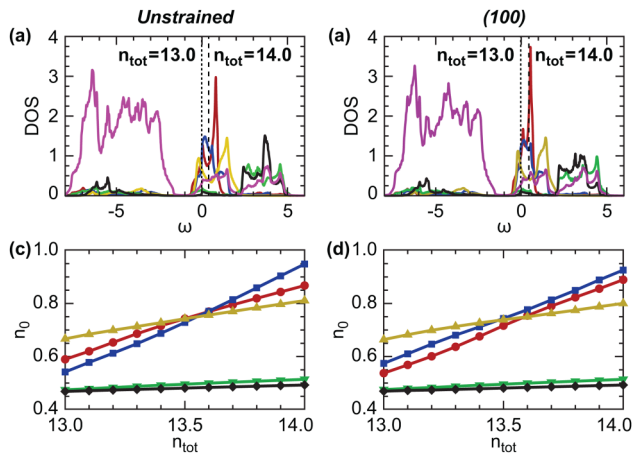 Unstrained
(100)
(a)
n_tot=13.0
n_tot=14.0
4
3
2
1
0
DOS
-5
0
5
ω
(a)
n_tot=13.0
n_tot=14.0
4
3
2
1
0
DOS
-5
0
5
ω
(c)
1.0
0.8
0.6
0.4
n_0
13.0
13.5
14.0
n_tot
(d)
1.0
0.8
0.6
0.4
n_0
13.0
13.5
14.0
n_tot